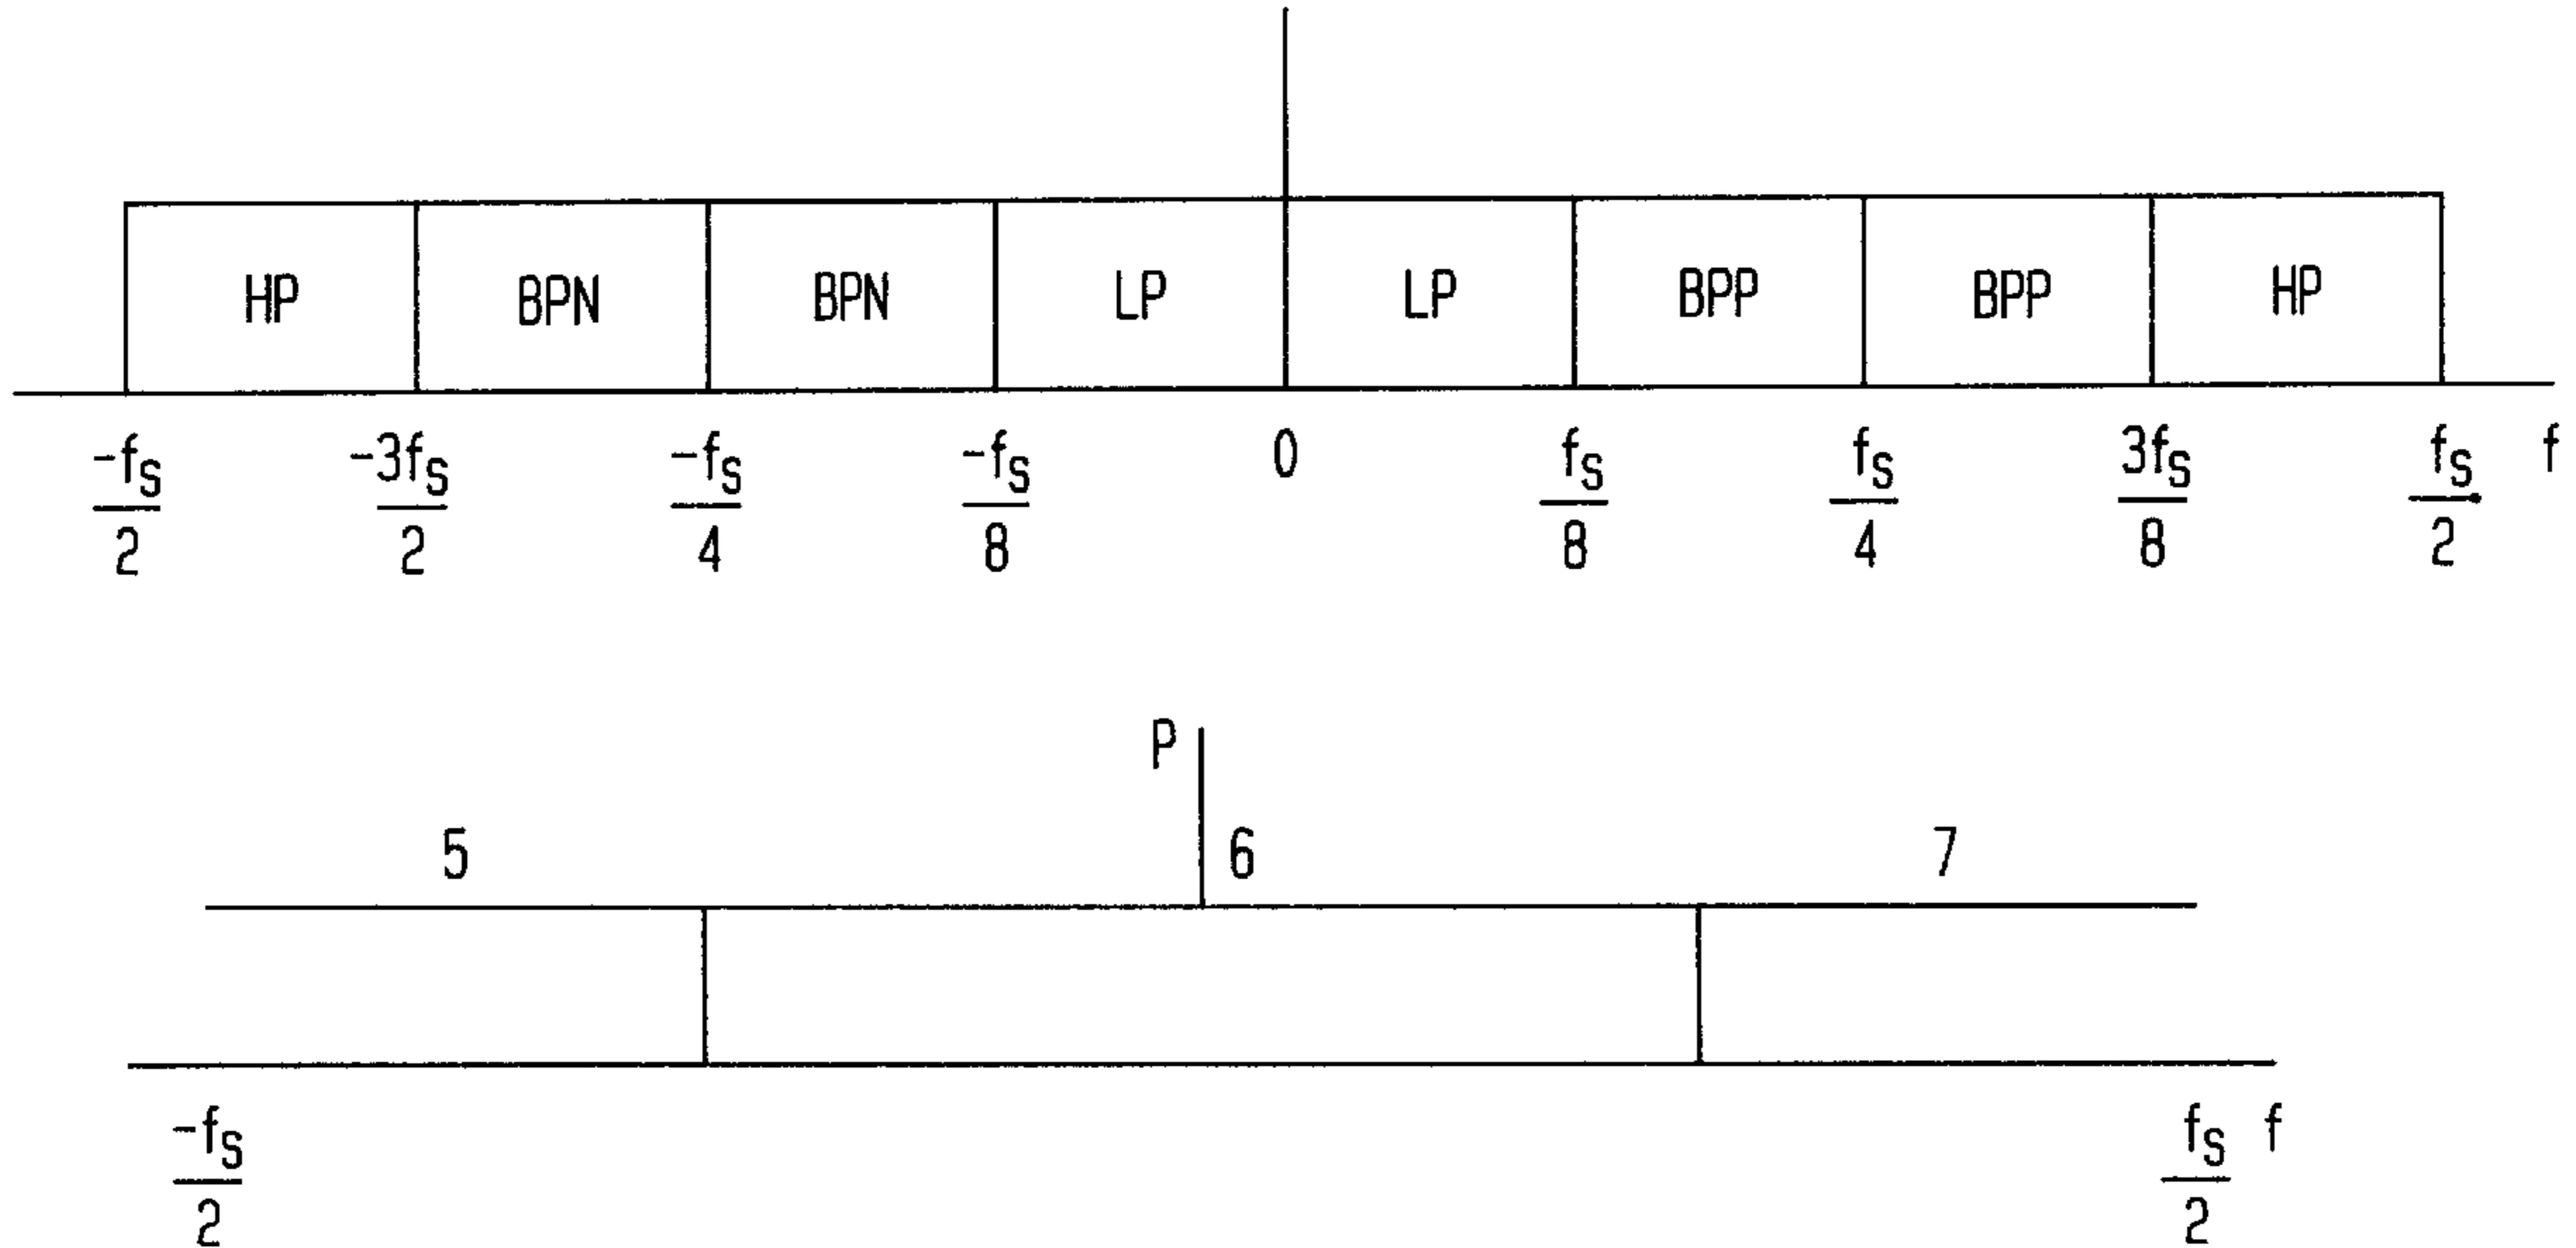 HP BPN BPN LP LP BPP BPP HP
-fS -3fS -fS -fS 0 fS fS 3fS fS f
2 2 4 8 8 4 8 2
P
5 6 7
-fS fS f
2 2